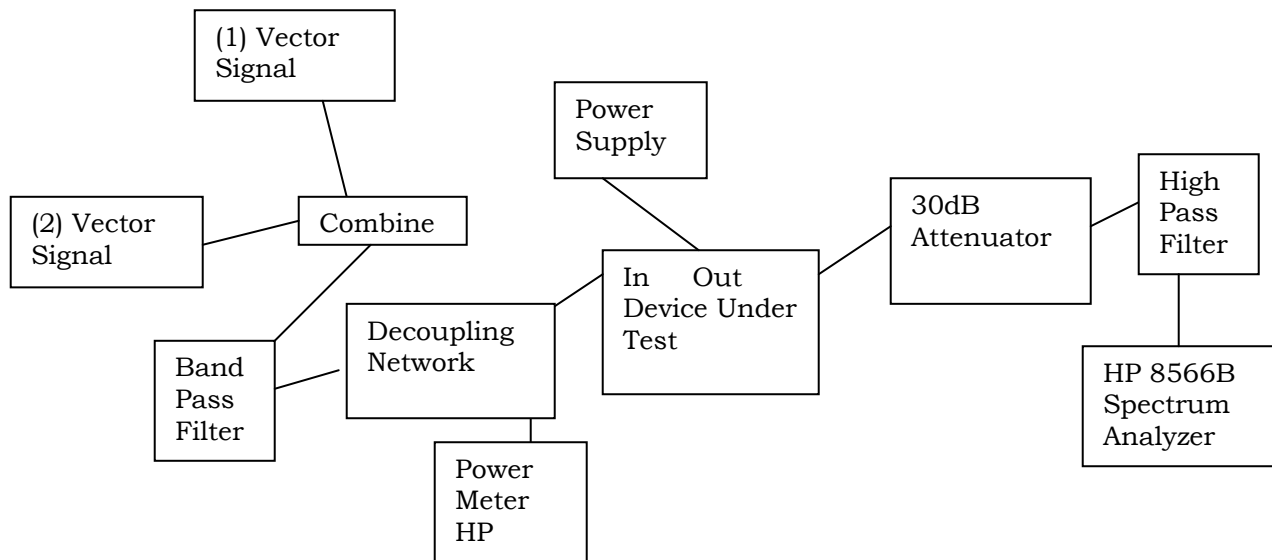 (1) Vector
Signal
Power
Supply
(2) Vector
Signal
Combine
30dB
Attenuator
High
Pass
Filter
In Out
Device Under
Test
Decoupling
Network
Band
Pass
Filter
Power
Meter
HP
HP 8566B
Spectrum
Analyzer